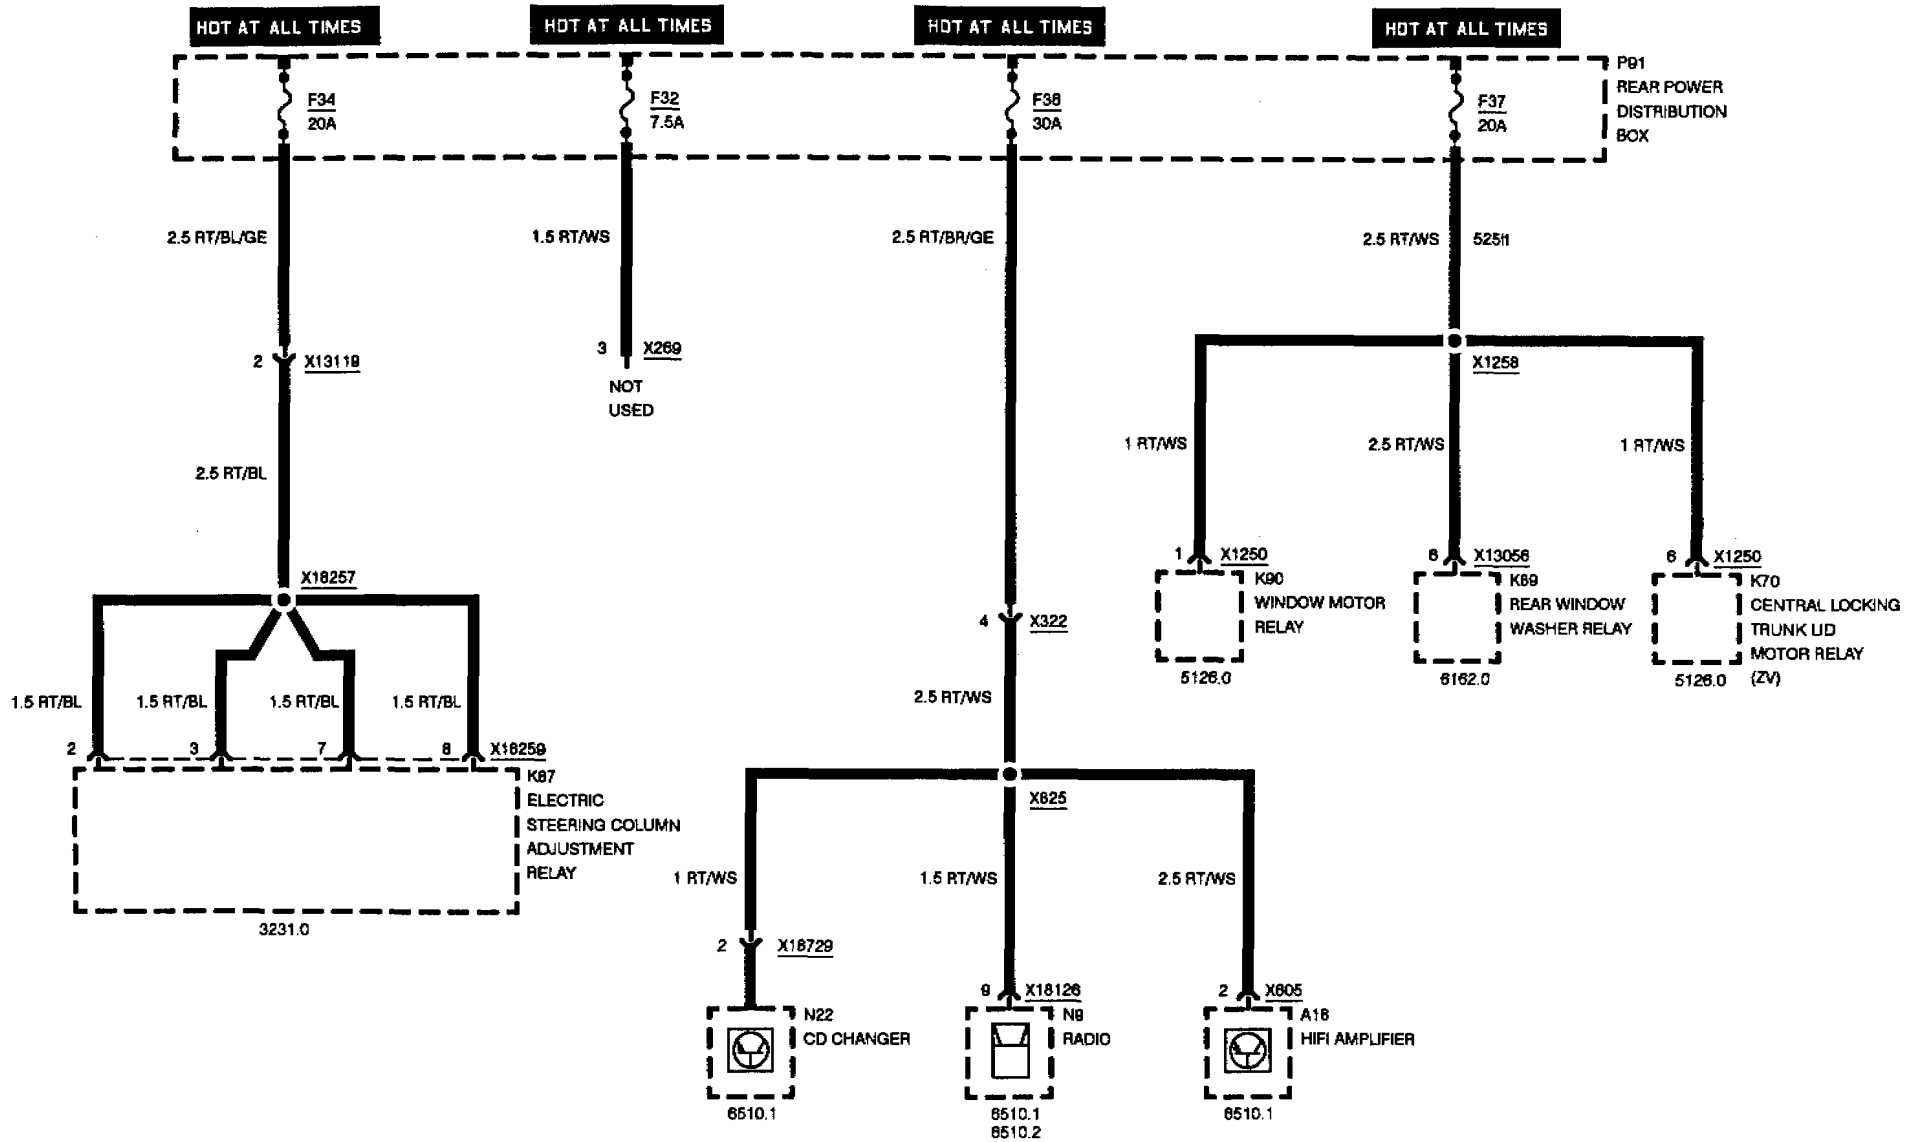 HOT AT ALL TIMES
HOT AT ALL TIMES
HOT AT ALL TIMES
HOT AT ALL TIMES
F34
20A
F32
7.5A
F38
30A
F37
20A
P91
REAR POWER
DISTRIBUTION
BOX
2.5 RT/BL/GE
1.5 RT/WS
2.5 RT/BR/GE
2.5 RT/WS
525I1
2 X13119
3 X269
NOT
USED
X1258
2.5 RT/BL
1 RT/WS
2.5 RT/WS
1 RT/WS
X18257
1 X1250
K90
WINDOW MOTOR
RELAY
5126.0
6 X13056
K69
REAR WINDOW
WASHER RELAY
6162.0
6 X1250
K70
CENTRAL LOCKING
TRUNK LID
MOTOR RELAY
(ZV)
5126.0
4 X322
1.5 RT/BL
1.5 RT/BL
1.5 RT/BL
1.5 RT/BL
2.5 RT/WS
2
3
7
8 X18259
K67
ELECTRIC
STEERING COLUMN
ADJUSTMENT
RELAY
3231.0
X625
1 RT/WS
1.5 RT/WS
2.5 RT/WS
2 X18729
N22
CD CHANGER
6510.1
9 X18126
N9
RADIO
6510.1
6510.2
2 X605
A18
HIFI AMPLIFIER
6510.1